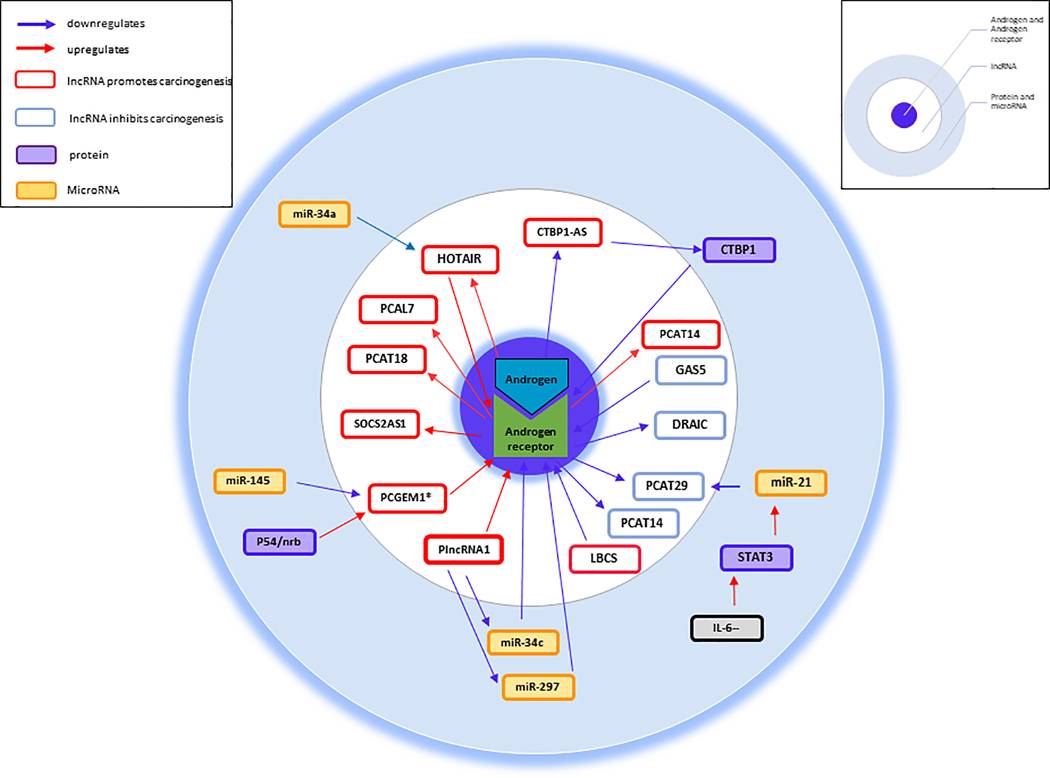 downregulates
upregulates
lncRNA promotes carcinogenesis
lncRNA inhibits carcinogenesis
protein
MicroRNA
Androgen and
Androgen
receptor
lncRNA
Protein and
microRNA
miR-34a
CTBP1-AS
CTBP1
HOTAIR
PCAL7
PCAT14
PCAT18
GAS5
Androgen
SOCS2AS1
DRAIC
Androgen
receptor
miR-145
PCGEM1*
PCAT29
miR-21
PCAT14
P54/nrb
PlncRNA1
LBCS
STAT3
IL-6--
miR-34c
miR-297